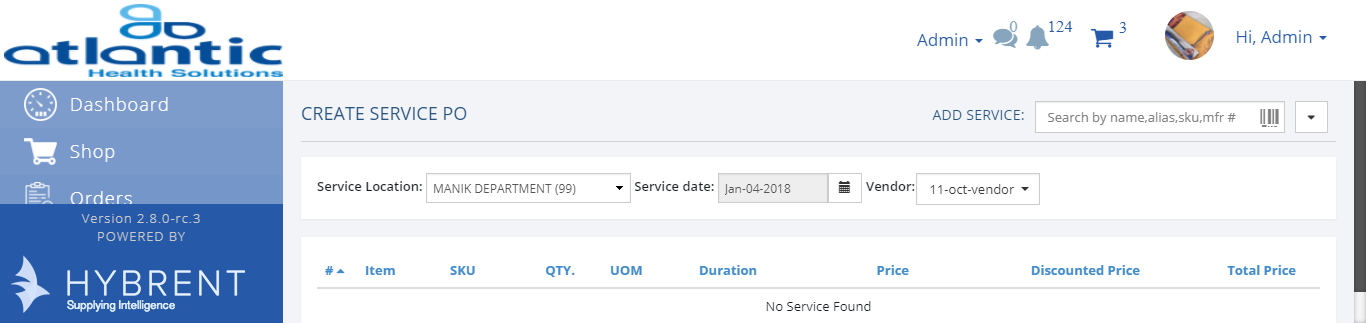 atlantic
Health Solutions
Admin 0 124 3 Hi, Admin
Dashboard
Shop
Orders
Version 2.8.0-rc.3
POWERED BY
HYBRENT
Supplying Intelligence
CREATE SERVICE PO
ADD SERVICE: Search by name,alias,sku,mfr #
Service Location: MANIK DEPARTMENT (99) Service date: Jan-04-2018 Vendor: 11-oct-vendor
# Item SKU QTY. UOM Duration Price Discounted Price Total Price
No Service Found